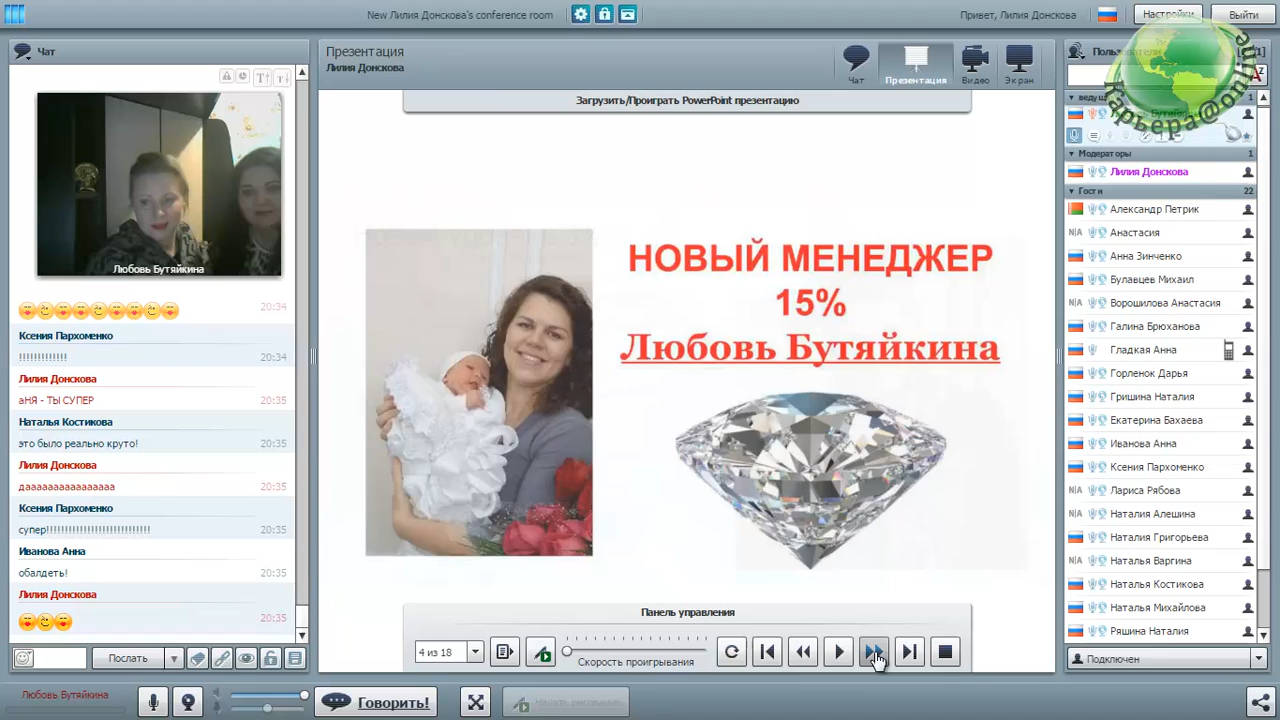 New Лилия Донскова's conference room
Привет, Лилия Донскова
Настройки
Выйти
Чат
Любовь Бутяйкина
20:34
Ксения Пархоменко
!!!!!!!!!!!!! 20:34
Лилия Донскова
аНЯ - ТЫ СУПЕР 20:35
Наталья Костикова
это было реально круто! 20:35
Лилия Донскова
дааааааааааааааа 20:35
Ксения Пархоменко
супер!!!!!!!!!!!!!!!!!!!!!!!!!!! 20:35
Иванова Анна
обалдеть! 20:35
Лилия Донскова
20:35
Послать
Презентация
Лилия Донскова
Чат
Презентация
Видео
Экран
Загрузить/Проиграть PowerPoint презентацию
НОВЫЙ МЕНЕДЖЕР
15%
Любовь Бутяйкина
Панель управления
4 из 18
Скорость проигрывания
карьера@online
Модераторы 1
Лилия Донскова
Гости 22
Александр Петрик
N/A Анастасия
Анна Зинченко
Булавцев Михаил
N/A Ворошилова Анастасия
Галина Брюханова
Гладкая Анна
Горленок Дарья
Гришина Наталия
Екатерина Бахаева
Иванова Анна
Ксения Пархоменко
N/A Лариса Рябова
N/A Наталия Алешина
Наталия Григорьева
N/A Наталья Варгина
Наталья Костикова
Наталья Михайлова
Ряшина Наталия
Подключен
Любовь Бутяйкина
Говорить!